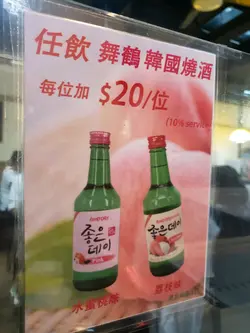 任飲 舞鶴 韓國燒酒
每位加 $20/位
(10% service
좋은
데이
좋은
데이
水蜜桃味
荔枝味